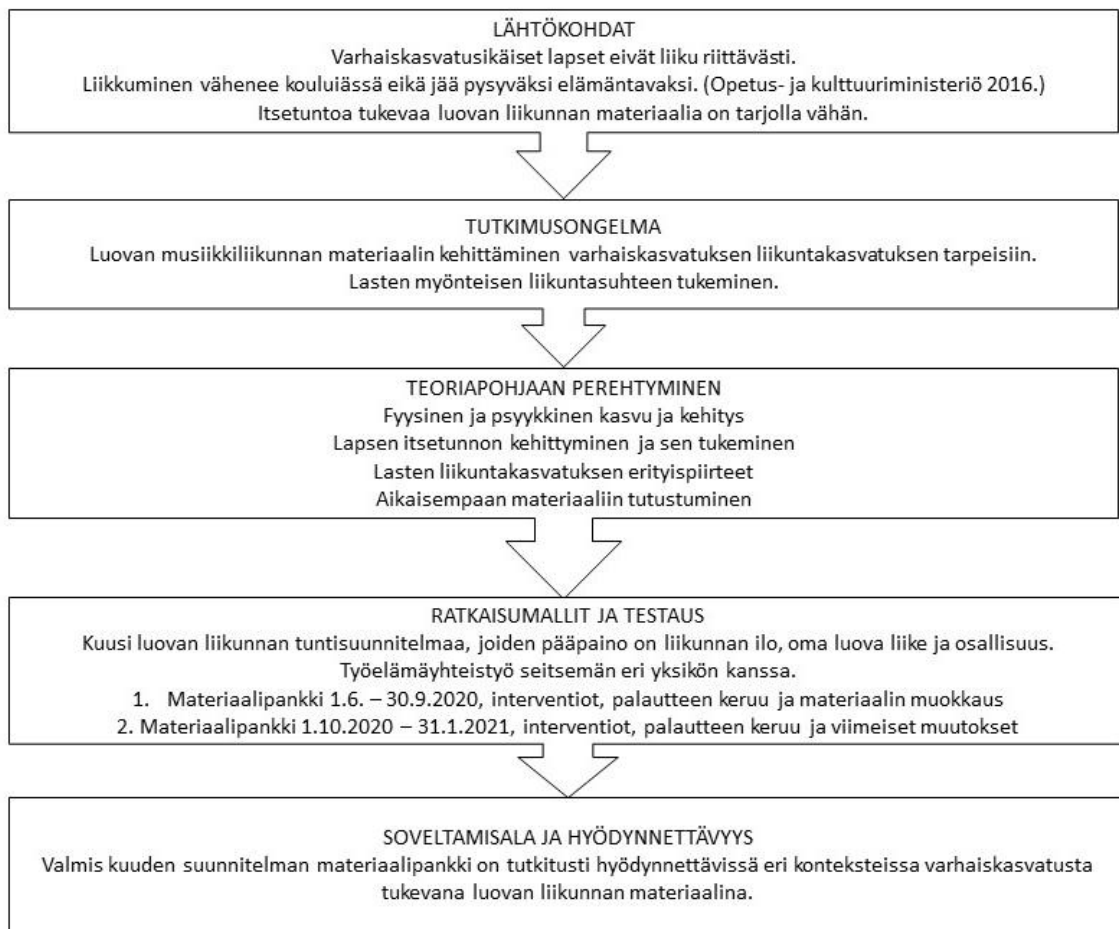 LÄHTÖKOHDAT
Varhaiskasvatusikäiset lapset eivät liiku riittävästi.
Liikkuminen vähenee kouluiässä eikä jää pysyväksi elämäntavaksi. (Opetus- ja kulttuuriministeriö 2016.)
Itsetuntoa tukevaa luovan liikunnan materiaalia on tarjolla vähän.
TUTKIMUSONGELMA
Luovan musiikkiliikunnan materiaalin kehittäminen varhaiskasvatuksen liikuntakasvatuksen tarpeisiin.
Lasten myönteisen liikuntasuhteen tukeminen.
TEORIAPOHJAAN PEREHTYMINEN
Fyysinen ja psyykkinen kasvu ja kehitys
Lapsen itsetunnon kehittyminen ja sen tukeminen
Lasten liikuntakasvatuksen erityispiirteet
Aikaisempaan materiaaliin tutustuminen
RATKAISUMALLIT JA TESTAUS
Kuusi luovan liikunnan tuntisuunnitelmaa, joiden pääpaino on liikunnan ilo, oma luova liike ja osallisuus.
Työelämäyhteistyö seitsemän eri yksikön kanssa.
1. Materiaalipankki 1.6. – 30.9.2020, interventiot, palautteen keruu ja materiaalin muokkaus
2. Materiaalipankki 1.10.2020 – 31.1.2021, interventiot, palautteen keruu ja viimeiset muutokset
SOVELTAMISALA JA HYÖDYNNETTÄVYYS
Valmis kuuden suunnitelman materiaalipankki on tutkitusti hyödynnettävissä eri konteksteissa varhaiskasvatusta
tukevana luovan liikunnan materiaalina.